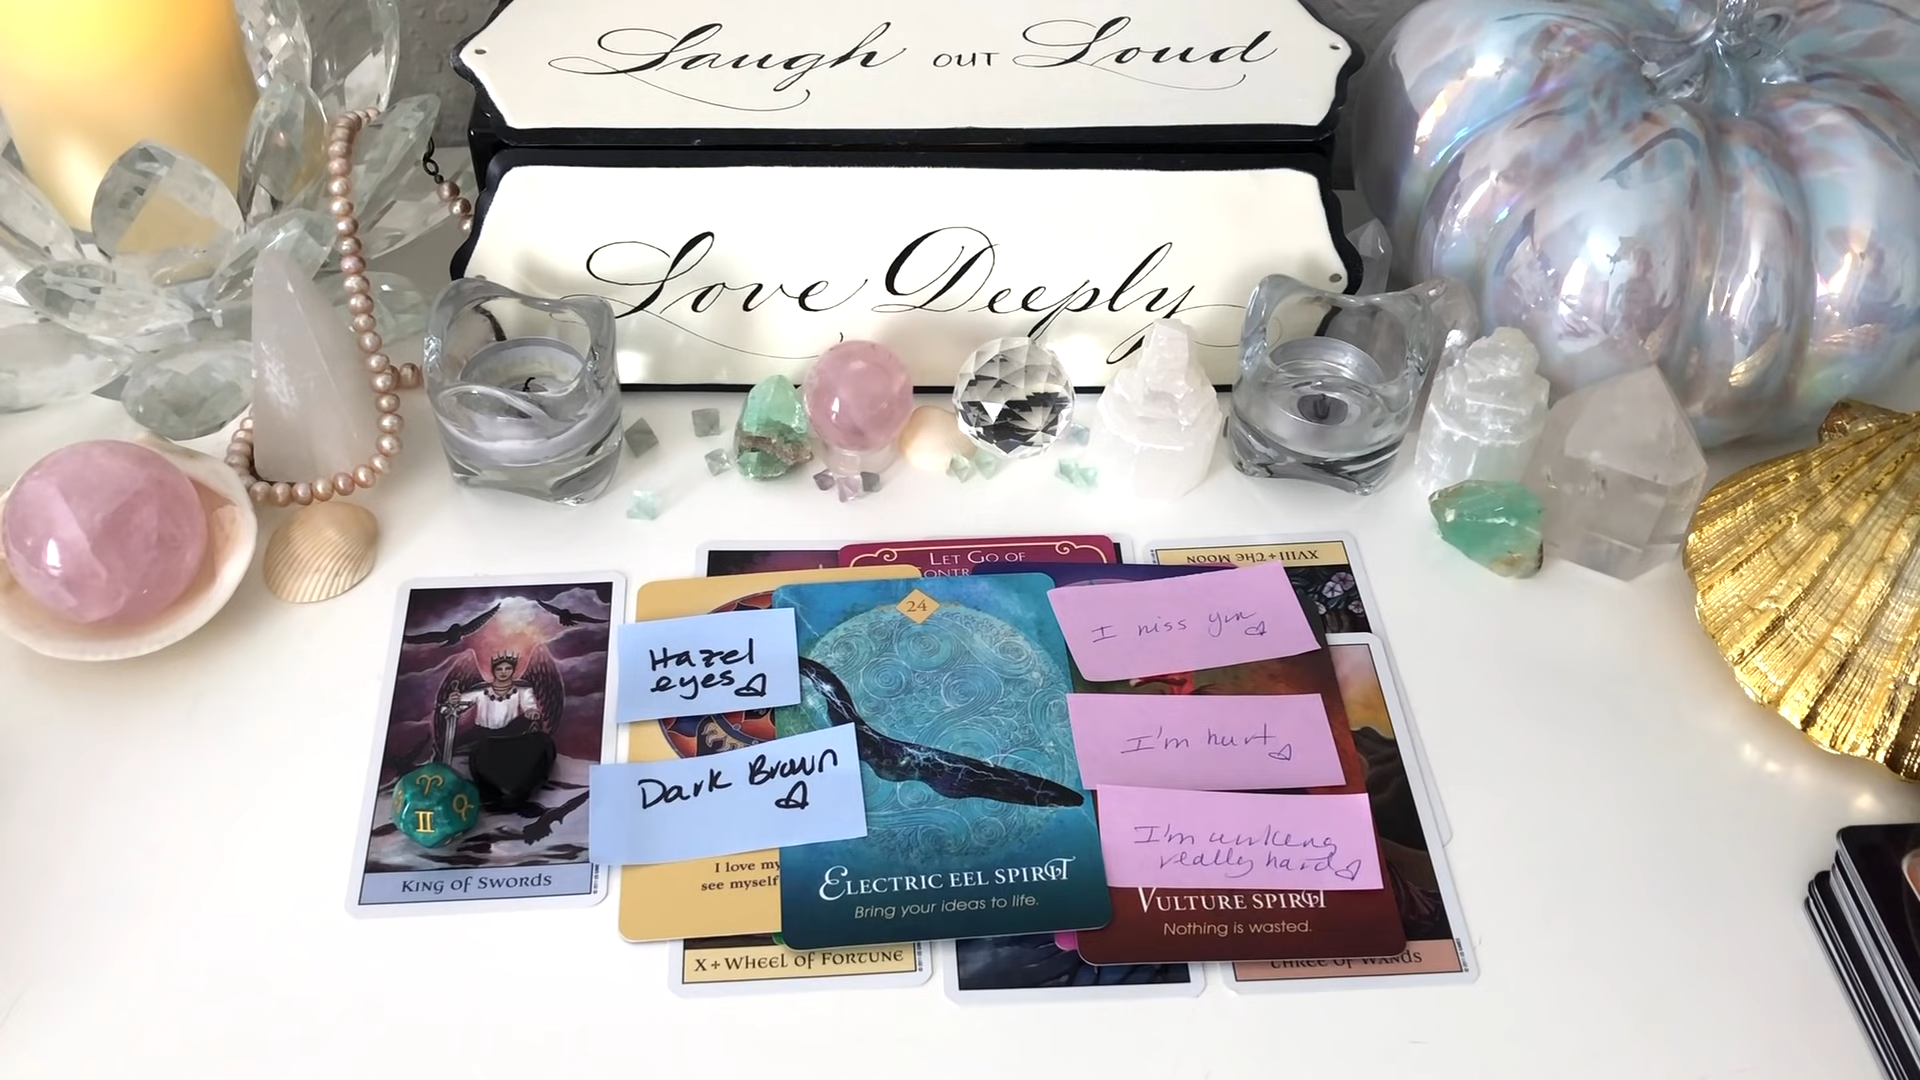 Laugh OUT Loud
Love Deeply
LET GO OF
XVIII + THE MOON
24
I miss you
Hazel
eyes
I'm hurt
Dark Brown
I'm
really hard
I love my
see myself
ELECTRIC EEL SPIRIT
Bring your ideas to life.
KING OF SWORDS
VULTURE SPIRIT
Nothing is wasted.
X + WHEEL OF FORTUNE
THREE OF WANDS